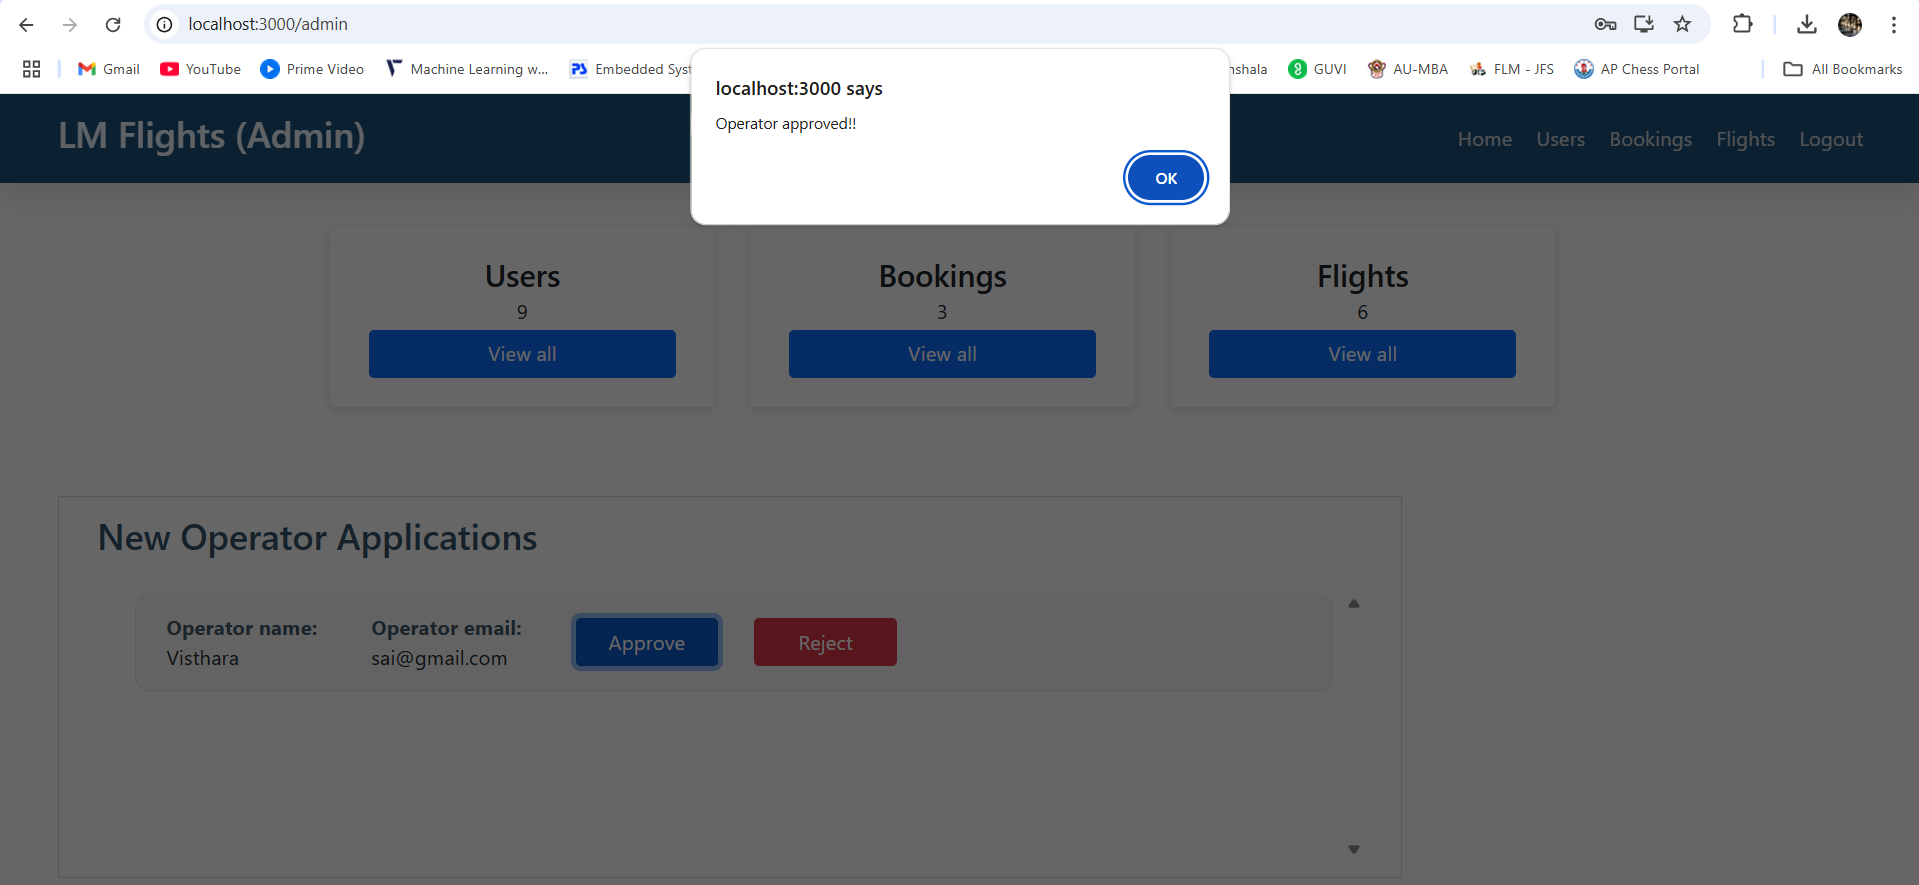 localhost:3000/admin
Gmail YouTube Prime Video Machine Learning w... Embedded Syst nshala GUVI AU-MBA FLM - JFS AP Chess Portal All Bookmarks
localhost:3000 says
Operator approved!!
OK
LM Flights (Admin)
Home Users Bookings Flights Logout
Users
9
View all
Bookings
3
View all
Flights
6
View all
New Operator Applications
Operator name:
Visthara
Operator email:
sai@gmail.com
Approve
Reject